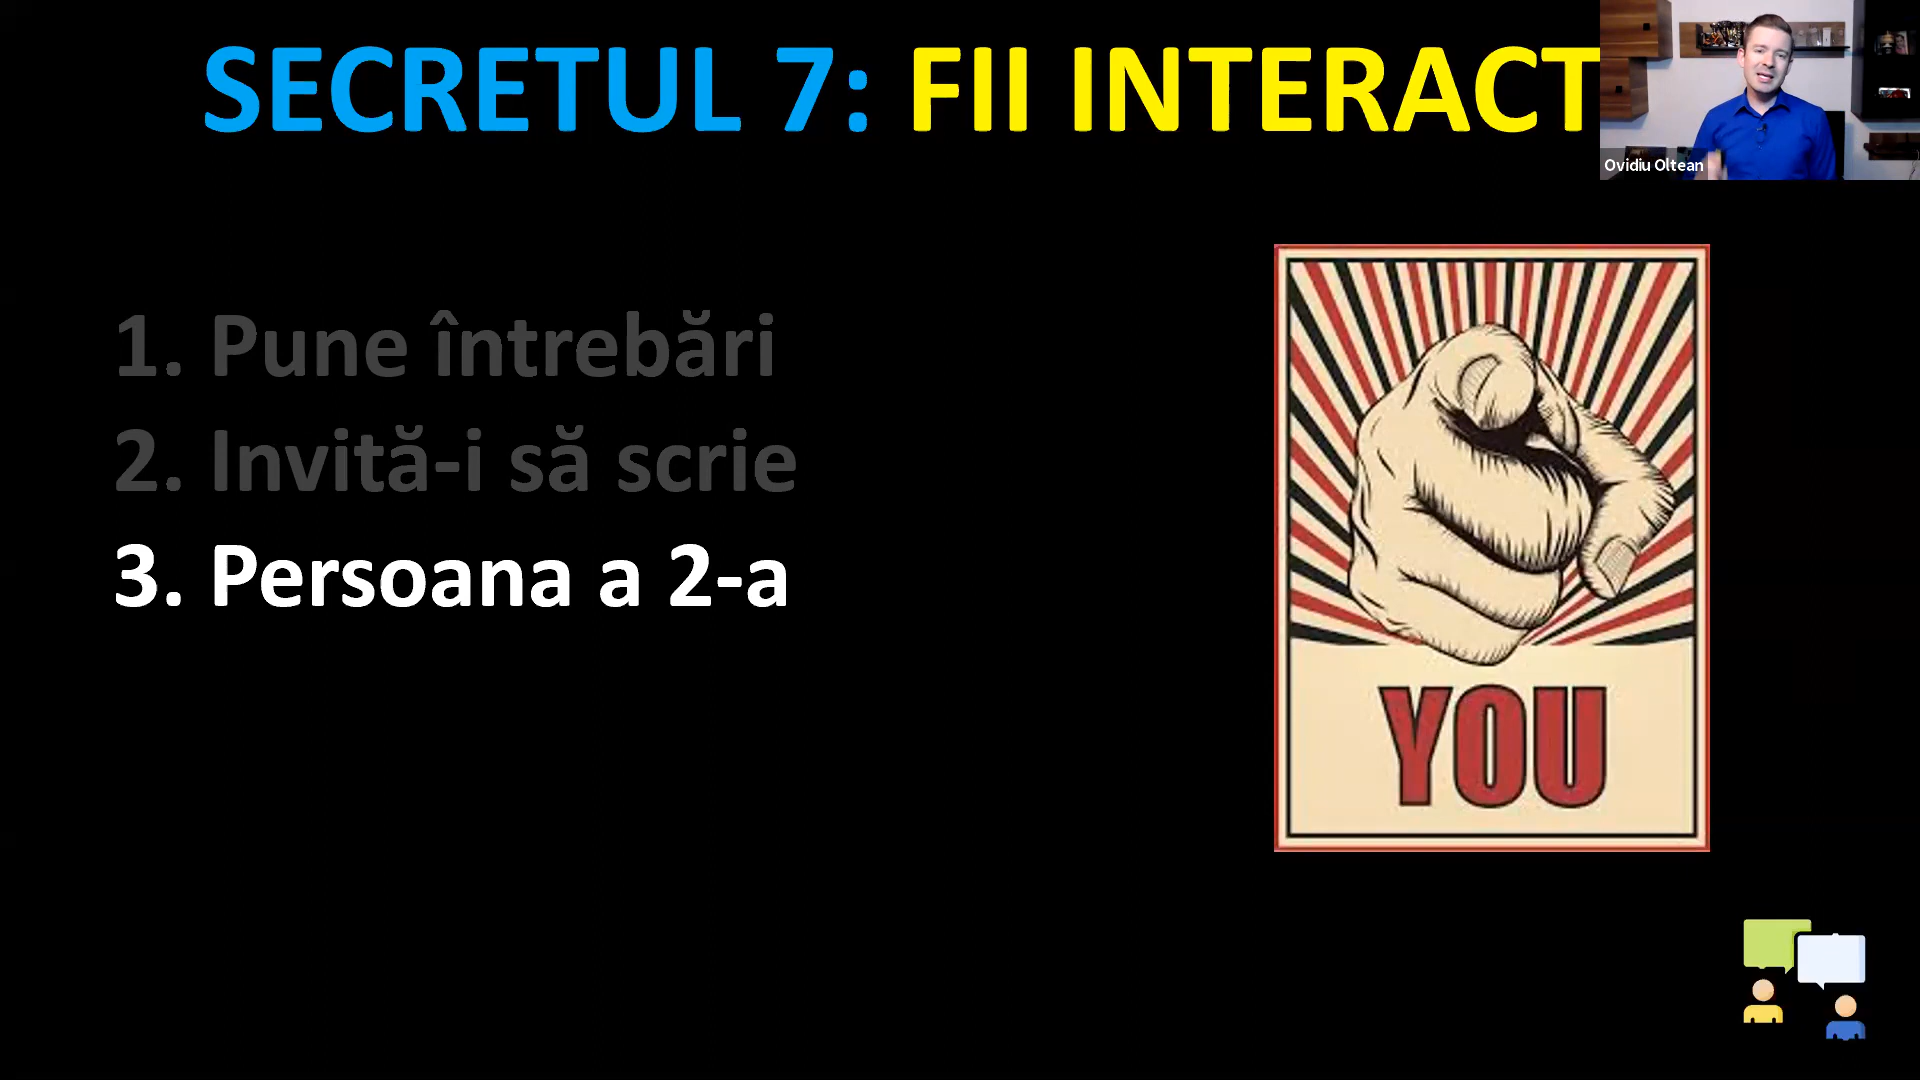 SECRETUL 7: FII INTERACT
Ovidiu Oltean
1. Pune întrebări
2. Invită-i să scrie
3. Persoana a 2-a
YOU